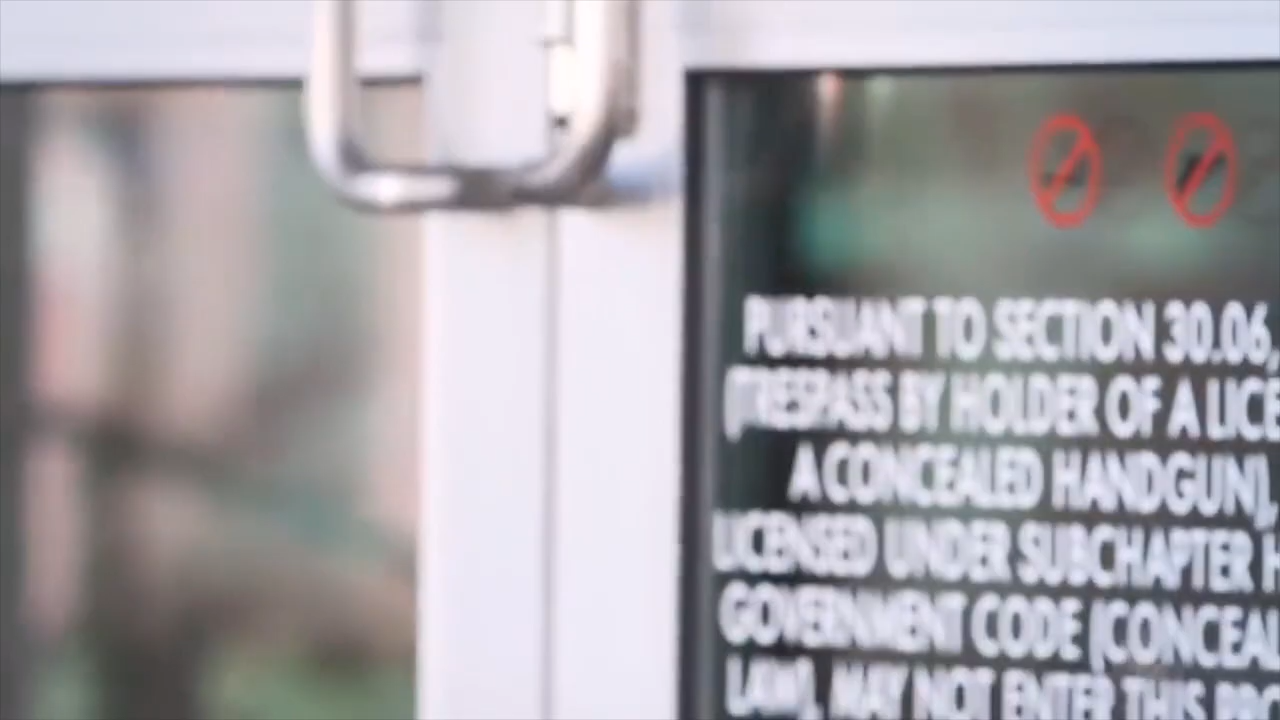 PURSUANT TO SECTION 30.06,
(TRESPASS BY HOLDER OF A LICE
A CONCEALED HANDGUN),
LICENSED UNDER SUBCHAPTER H
GOVERNMENT CODE (CONCEAL
LAW), MAY NOT ENTER THIS PRO